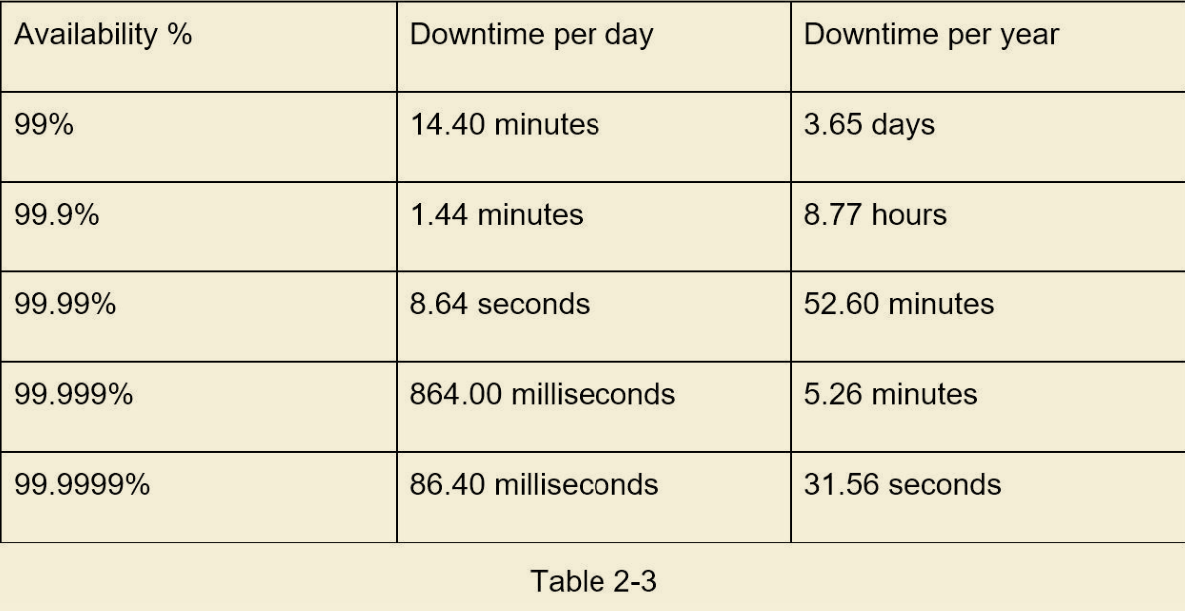 Availability % Downtime per day Downtime per year
99% 14.40 minutes 3.65 days
99.9% 1.44 minutes 8.77 hours
99.99% 8.64 seconds 52.60 minutes
99.999% 864.00 milliseconds 5.26 minutes
99.9999% 86.40 milliseconds 31.56 seconds
Table 2-3